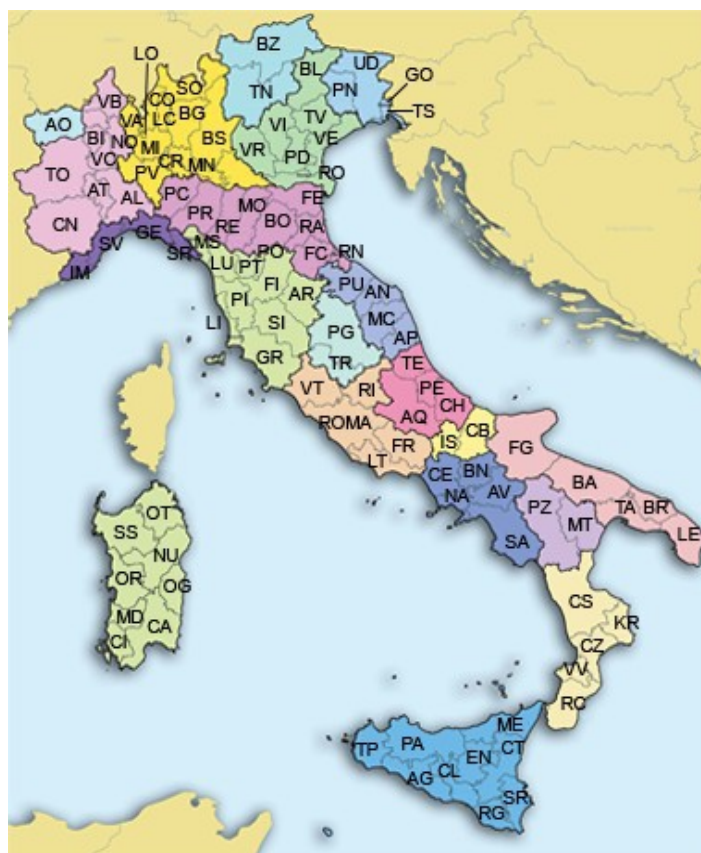 BZ
LO
UD
BL
GO
SO
TN
PN
CO
VB
BG
TS
VA
LC
TV
AO
VI
BI
NO
BS
VE
MI
VR
PD
VC
CR
MN
TO
PV
RO
AT
PC
FE
AL
MO
PR
BO
CN
RE
RA
GE
SV
MS
SR
PO
FC
RN
LU
PT
IM
FI
PU
AN
AR
PI
LI
SI
MC
PG
AP
GR
TR
TE
VT
RI
PE
CH
AQ
ROMA
CB
IS
FR
FG
LT
CE
BN
BA
NA
AV
PZ
TA
BR
OT
MT
LE
SS
SA
NU
OR
OG
CS
MD
CA
KR
CI
CZ
VV
RC
ME
TP
PA
CT
EN
AG
CL
SR
RG